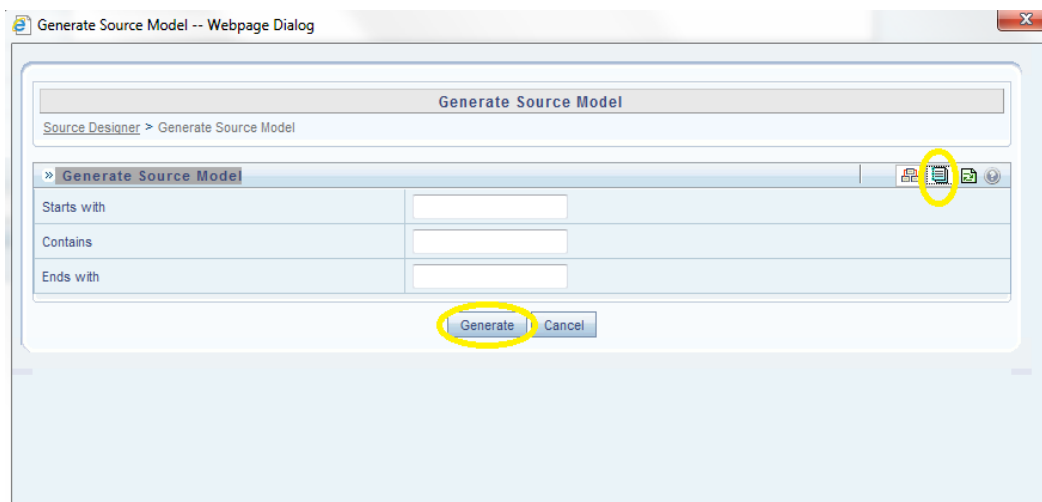 Generate Source Model -- Webpage Dialog
Generate Source Model
Source Designer > Generate Source Model
» Generate Source Model
Starts with
Contains
Ends with
Generate Cancel